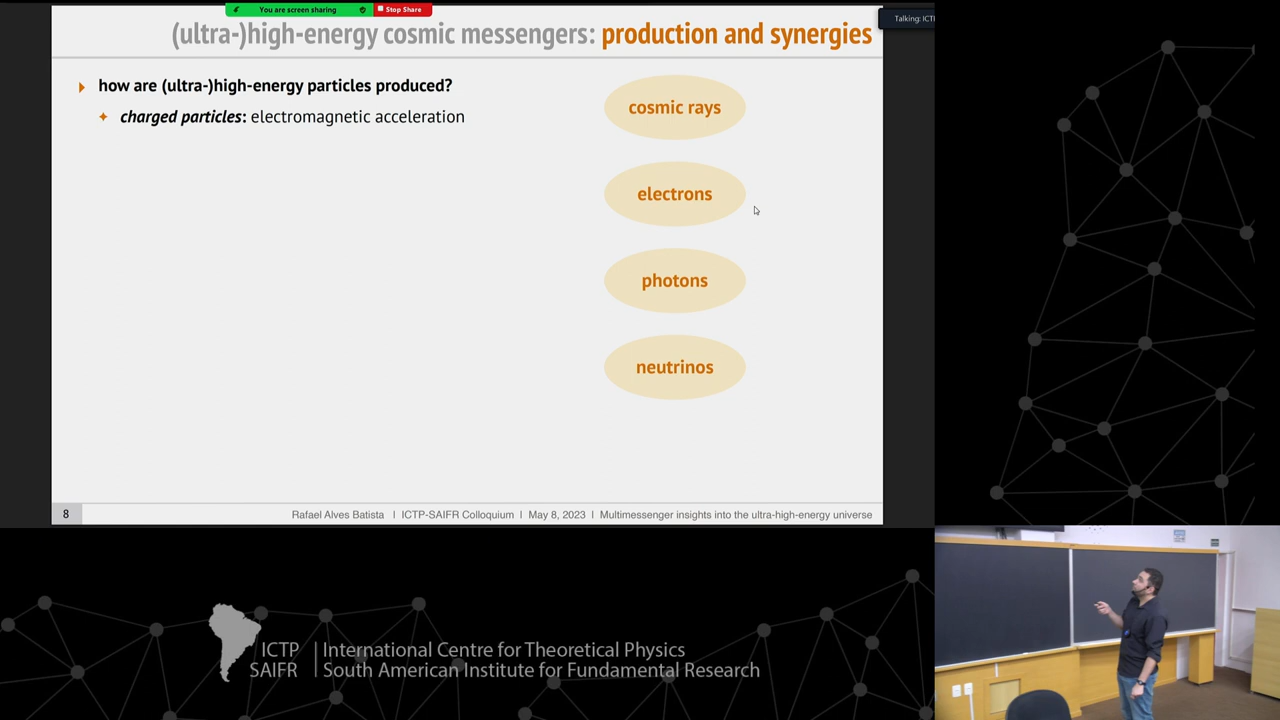 You are screen sharing
Stop Share
Talking: ICTI
(ultra-)high-energy cosmic messengers: production and synergies
how are (ultra-)high-energy particles produced?
charged particles: electromagnetic acceleration
cosmic rays
electrons
photons
neutrinos
8
Rafael Alves Batista | ICTP-SAIFR Colloquium | May 8, 2023 | Multimessenger insights into the ultra-high-energy universe
ICTP
SAIFR
International Centre for Theoretical Physics
South American Institute for Fundamental Research